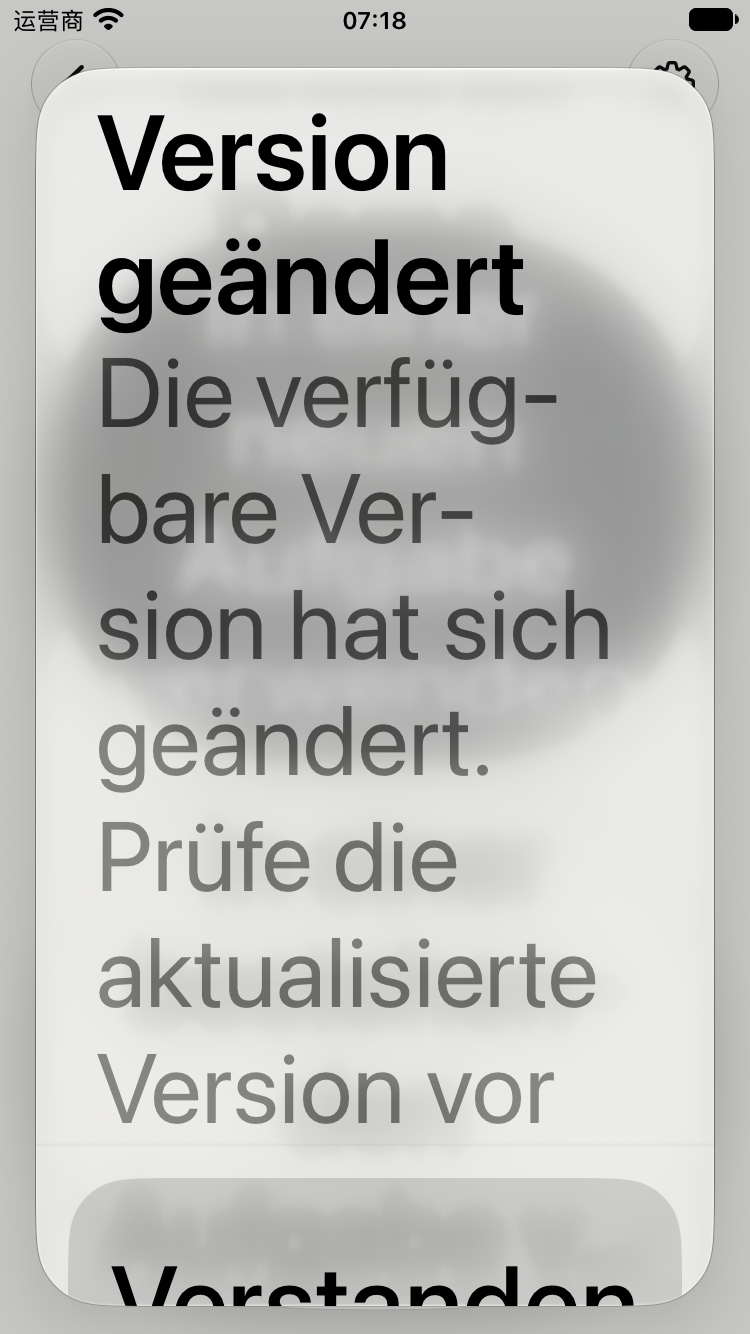 运营商 07:18
Version
geändert
Die verfüg-
bare Ver-
sion hat sich
geändert.
Prüfe die
aktualisierte
Version vor
Verstanden